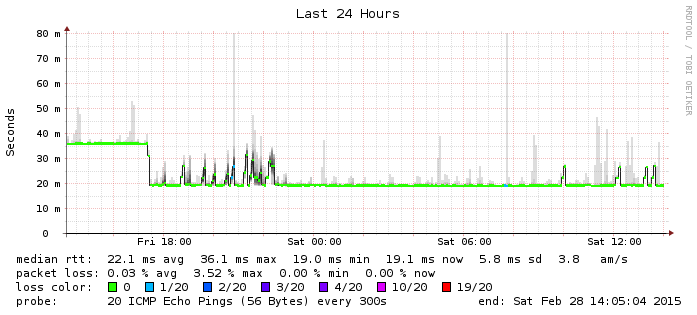 Last 24 Hours
RRDTOOL / TOBI OETIKER
Seconds
80 m
70 m
60 m
50 m
40 m
30 m
20 m
10 m
0
Fri 18:00 Sat 00:00 Sat 06:00 Sat 12:00
median rtt: 22.1 ms avg 36.1 ms max 19.0 ms min 19.1 ms now 5.8 ms sd 3.8 am/s
packet loss: 0.03 % avg 3.52 % max 0.00 % min 0.00 % now
loss color: 0 1/20 2/20 3/20 4/20 10/20 19/20
probe: 20 ICMP Echo Pings (56 Bytes) every 300s end: Sat Feb 28 14:05:04 2015